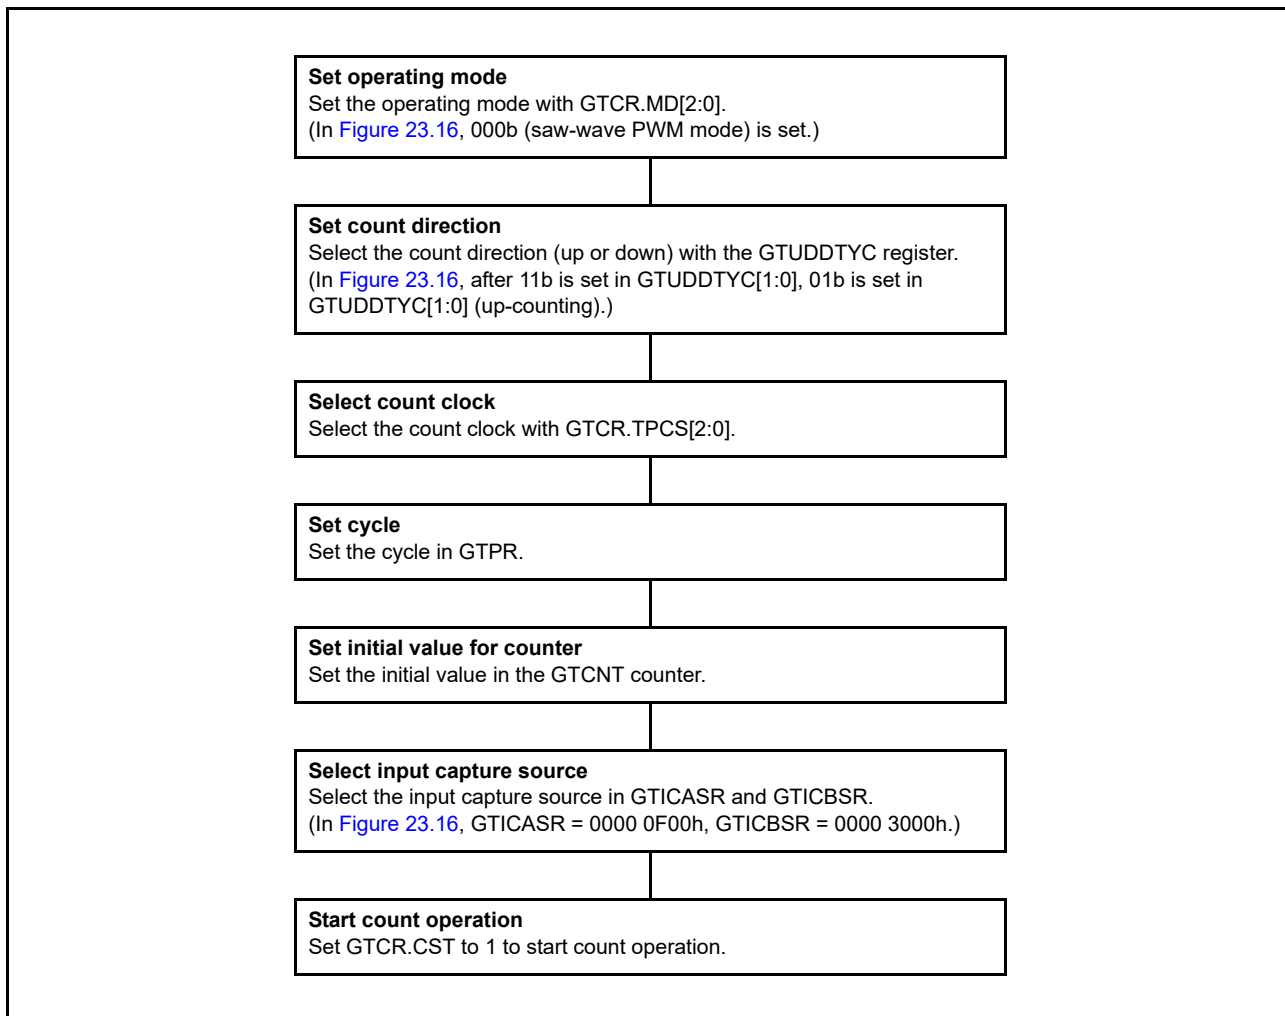 Set operating mode
Set the operating mode with GTCR.MD[2:0].
(In Figure 23.16, 000b (saw-wave PWM mode) is set.)
Set count direction
Select the count direction (up or down) with the GTUDDTYC register.
(In Figure 23.16, after 11b is set in GTUDDTYC[1:0], 01b is set in
GTUDDTYC[1:0] (up-counting).)
Select count clock
Select the count clock with GTCR.TPCS[2:0].
Set cycle
Set the cycle in GTPR.
Set initial value for counter
Set the initial value in the GTCNT counter.
Select input capture source
Select the input capture source in GTICASR and GTICBSR.
(In Figure 23.16, GTICASR = 0000 0F00h, GTICBSR = 0000 3000h.)
Start count operation
Set GTCR.CST to 1 to start count operation.